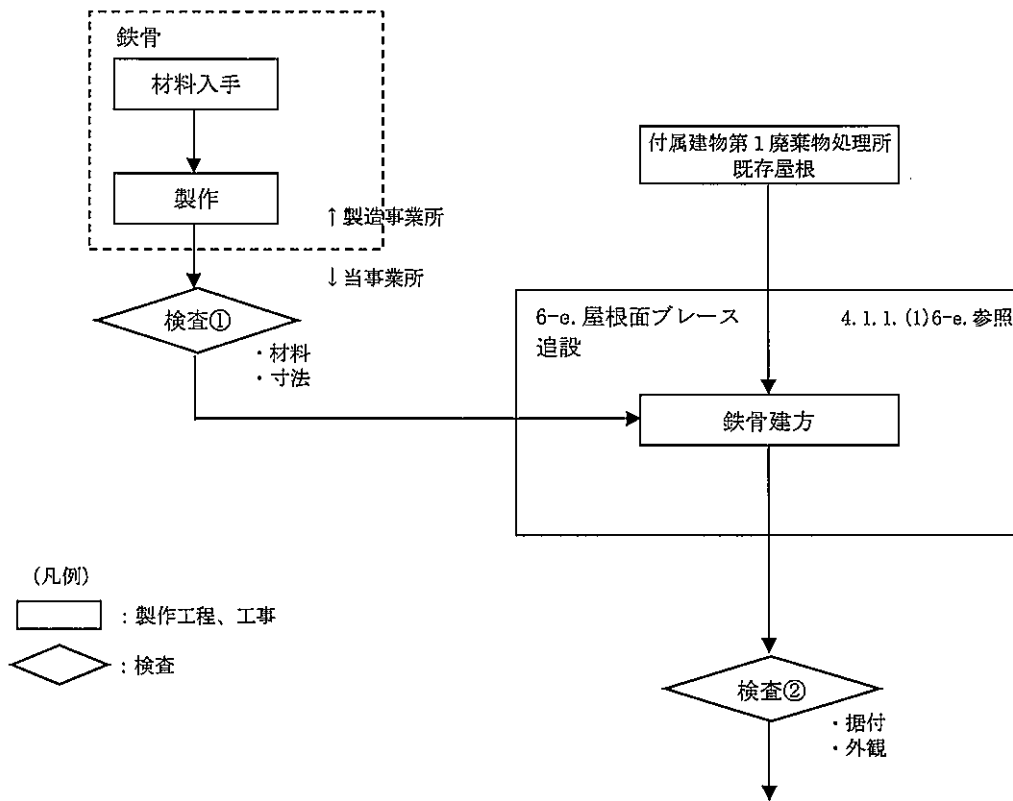 鉄骨
材料入手
製作
↑製造事業所
↓当事業所
検査①
・材料
・寸法
付属建物第1廃棄物処理所
既存屋根
6-e.屋根面ブレース
追設
4.1.1.(1)6-e.参照
鉄骨建方
検査②
・据付
・外観
(凡例)
：製作工程、工事
：検査